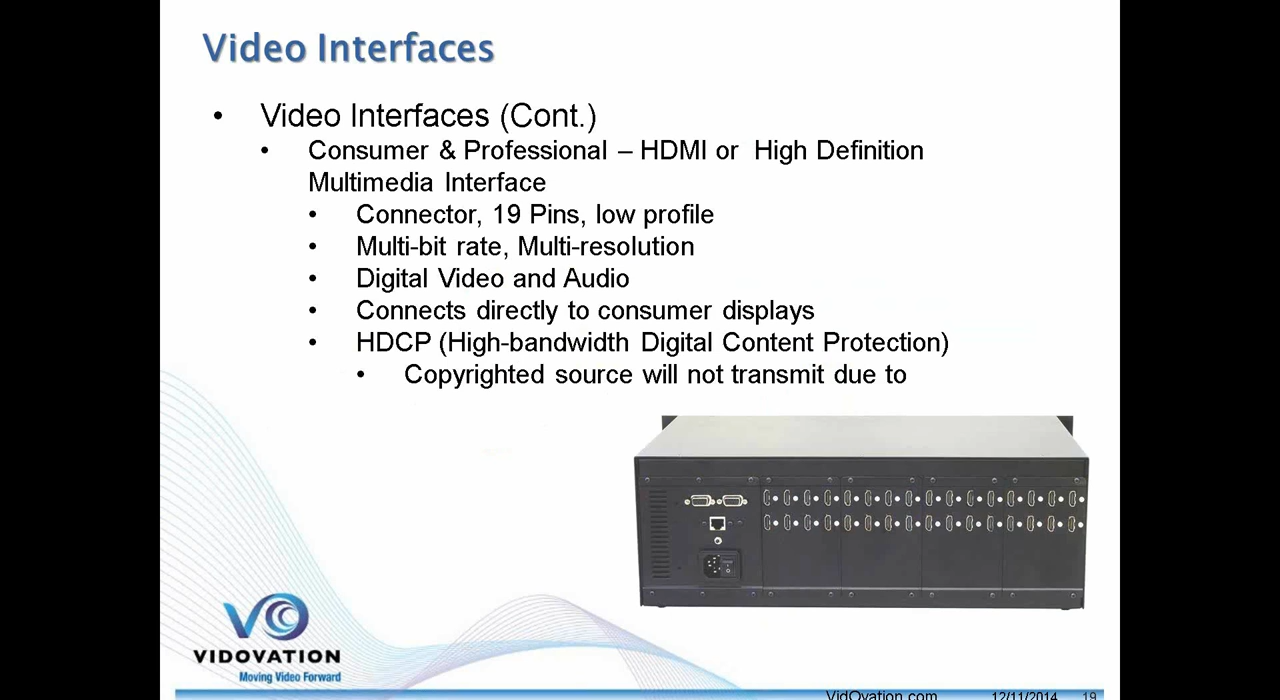 Video Interfaces
• Video Interfaces (Cont.)
• Consumer & Professional – HDMI or High Definition
Multimedia Interface
• Connector, 19 Pins, low profile
• Multi-bit rate, Multi-resolution
• Digital Video and Audio
• Connects directly to consumer displays
• HDCP (High-bandwidth Digital Content Protection)
• Copyrighted source will not transmit due to
VIDOVATION
Moving Video Forward
VidOvation.com 12/11/2014 19